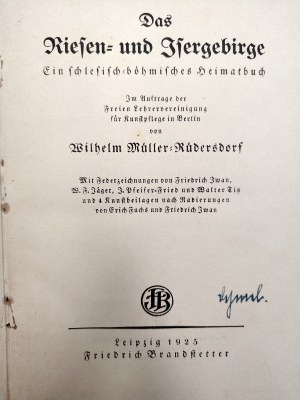 Das
Riesen- und Isergebirge
Ein schlesisch-böhmisches Heimatbuch
Im Auftrage der
Freien Lehrervereinigung
für Kunstpflege in Berlin
von
Wilhelm Müller-Rüdersdorf
Mit Federzeichnungen von Friedrich Iwan,
W. F. Jäger, J. Pfeifer-Fried und Walter Tiß
und 4 Kunstbeilagen nach Radierungen
von Erich Fuchs und Friedrich Iwan
Leipzig 1925
Friedrich Brandstetter